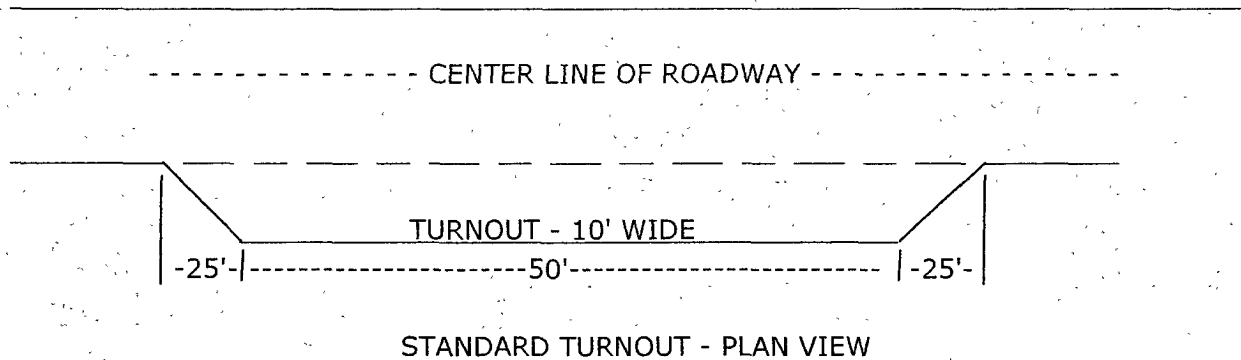 - - - - - - - - - - - - - - CENTER LINE OF ROADWAY - - - - - - - - - - - - - -
TURNOUT - 10' WIDE
-25'-|----------------------------50'------------------------------- |-25'-
STANDARD TURNOUT - PLAN VIEW